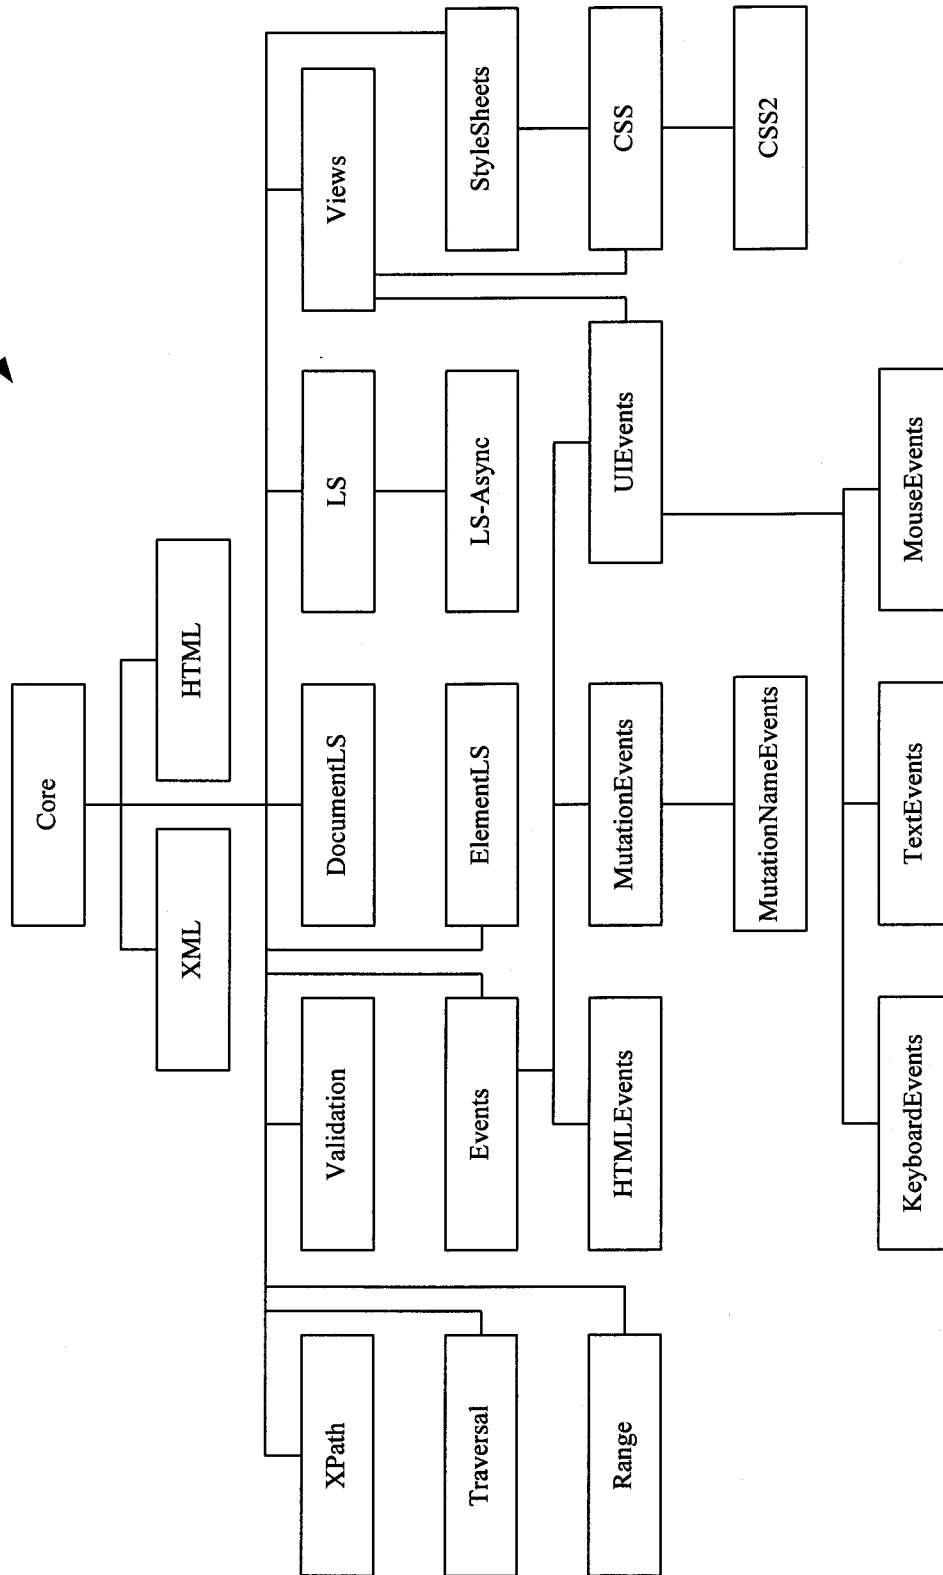 Core
XML
HTML
XPath
Validation
DocumentLS
LS
Views
Traversal
Events
ElementLS
LS-Async
StyleSheets
Range
HTMLEvents
MutationEvents
UIEvents
CSS
MutationNameEvents
CSS2
KeyboardEvents
TextEvents
MouseEvents